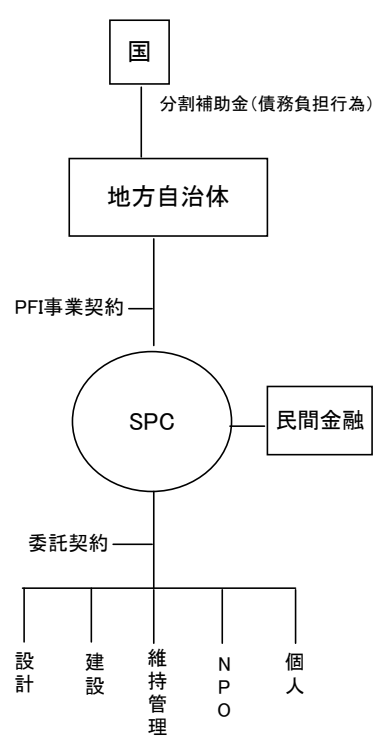 国
分割補助金(債務負担行為)
地方自治体
PFI事業契約
SPC
民間金融
委託契約
設計
建設
維持管理
NPO
個人